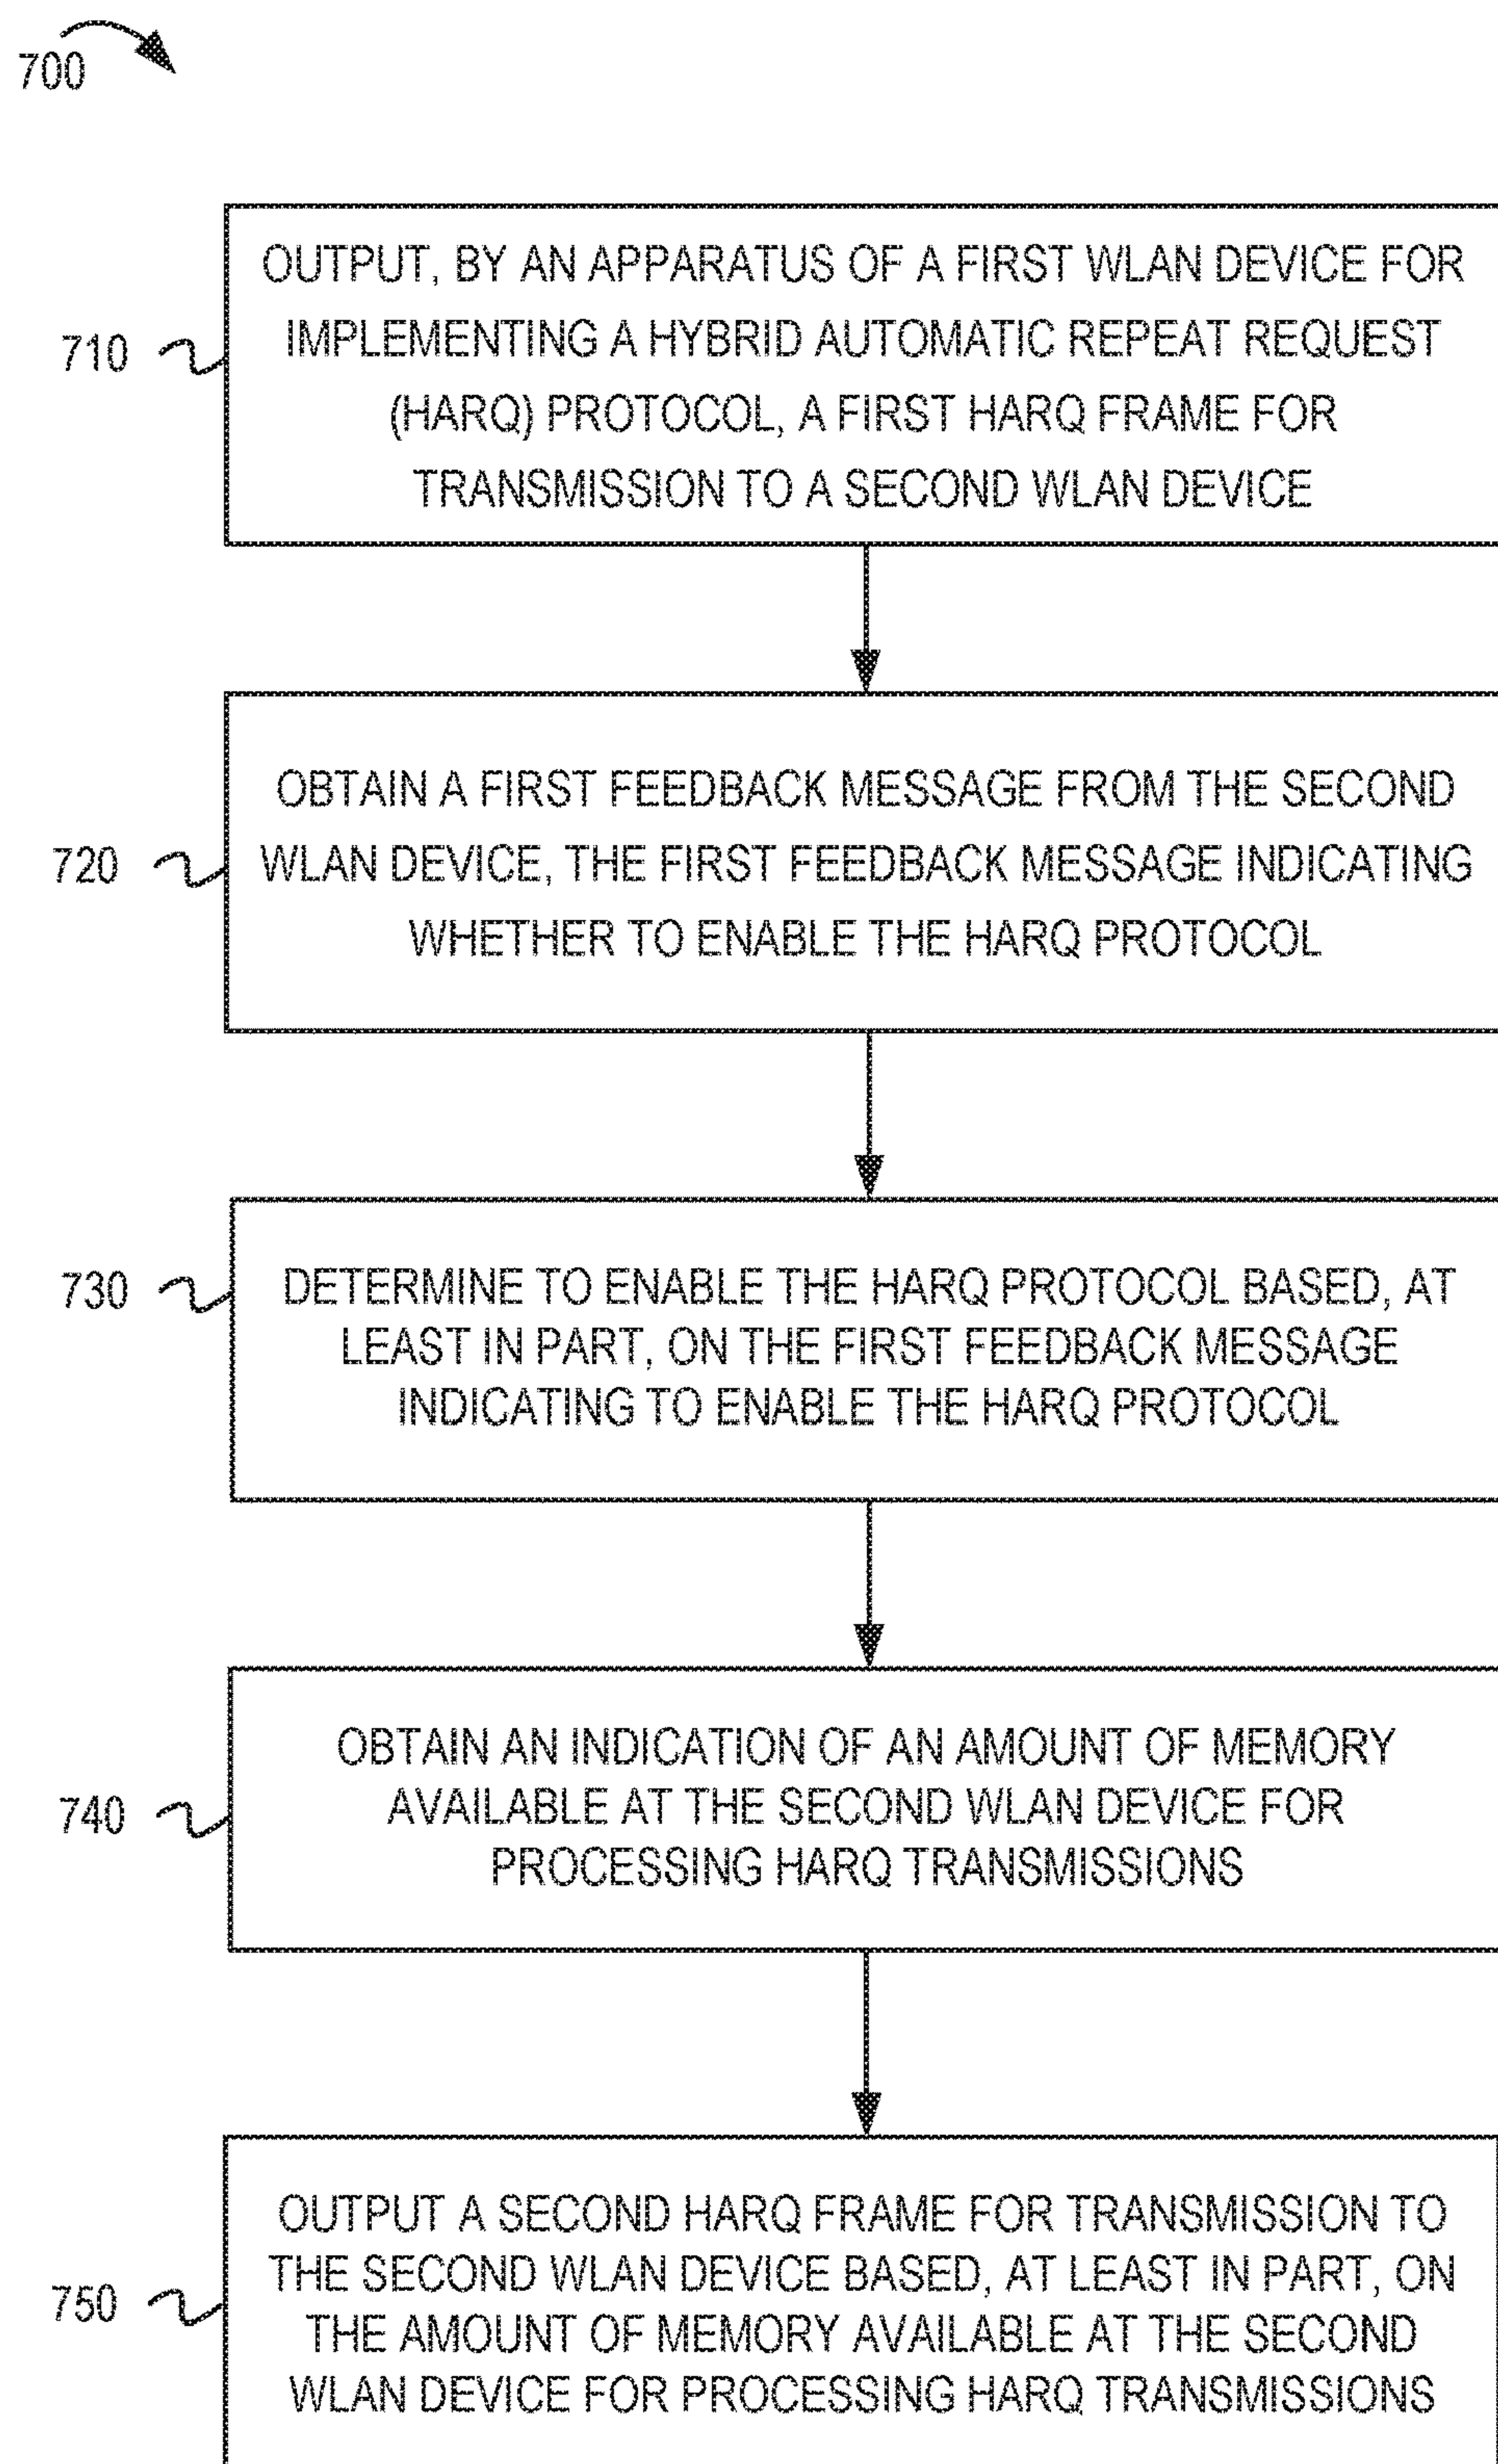 700
OUTPUT, BY AN APPARATUS OF A FIRST WLAN DEVICE FOR
IMPLEMENTING A HYBRID AUTOMATIC REPEAT REQUEST
(HARQ) PROTOCOL, A FIRST HARQ FRAME FOR
TRANSMISSION TO A SECOND WLAN DEVICE
710
OBTAIN A FIRST FEEDBACK MESSAGE FROM THE SECOND
WLAN DEVICE, THE FIRST FEEDBACK MESSAGE INDICATING
WHETHER TO ENABLE THE HARQ PROTOCOL
720
DETERMINE TO ENABLE THE HARQ PROTOCOL BASED, AT
LEAST IN PART, ON THE FIRST FEEDBACK MESSAGE
INDICATING TO ENABLE THE HARQ PROTOCOL
730
OBTAIN AN INDICATION OF AN AMOUNT OF MEMORY
AVAILABLE AT THE SECOND WLAN DEVICE FOR
PROCESSING HARQ TRANSMISSIONS
740
OUTPUT A SECOND HARQ FRAME FOR TRANSMISSION TO
THE SECOND WLAN DEVICE BASED, AT LEAST IN PART, ON
THE AMOUNT OF MEMORY AVAILABLE AT THE SECOND
WLAN DEVICE FOR PROCESSING HARQ TRANSMISSIONS
750